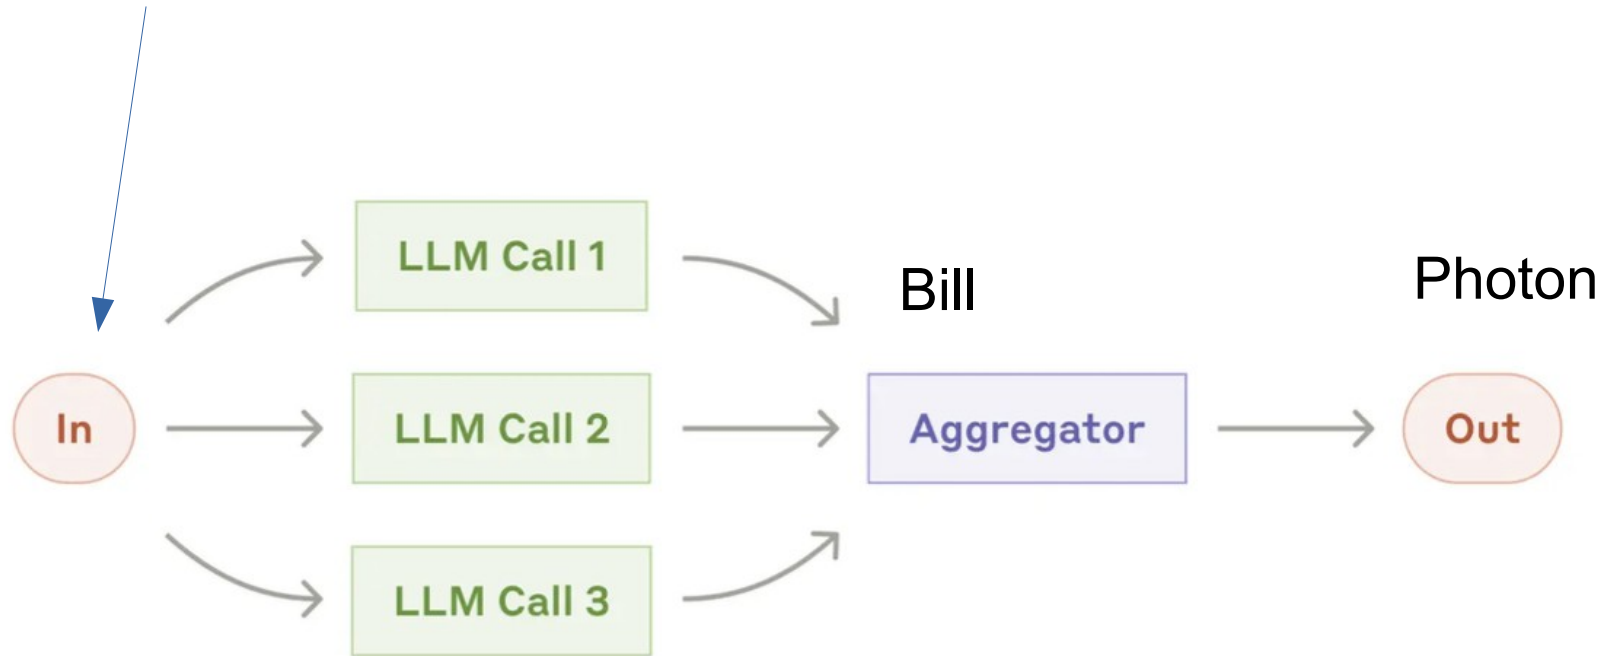 LLM Call 1
Bill
Photon
In
LLM Call 2
Aggregator
Out
LLM Call 3